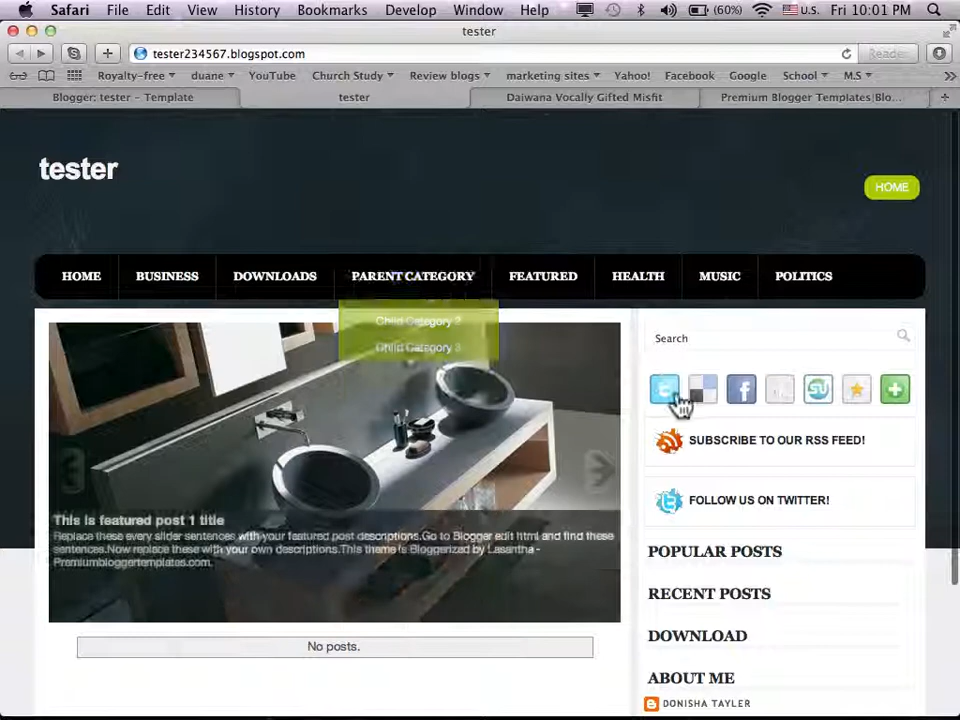 Safari File Edit View History Bookmarks Develop Window Help (60%) U.S. Fri 10:01 PM
tester
tester234567.blogspot.com Reader
Royalty-free duane YouTube Church Study Review blogs marketing sites Yahoo! Facebook Google School M.S
Blogger: tester - Template tester Daiwana Vocally Gifted Misfit Premium Blogger Templates|Blo...
tester
HOME
HOME BUSINESS DOWNLOADS PARENT CATEGORY FEATURED HEALTH MUSIC POLITICS
Child Category 2
Child Category 3
Search
SUBSCRIBE TO OUR RSS FEED!
FOLLOW US ON TWITTER!
This is featured post 1 title
Replace these every slider sentences with your featured post descriptions.Go to Blogger edit html and find these
sentences.Now replace these with your own descriptions.This theme is Bloggerized by Lasantha -
Premiumbloggertemplates.com.
No posts.
POPULAR POSTS
RECENT POSTS
DOWNLOAD
ABOUT ME
DONISHA TAYLER